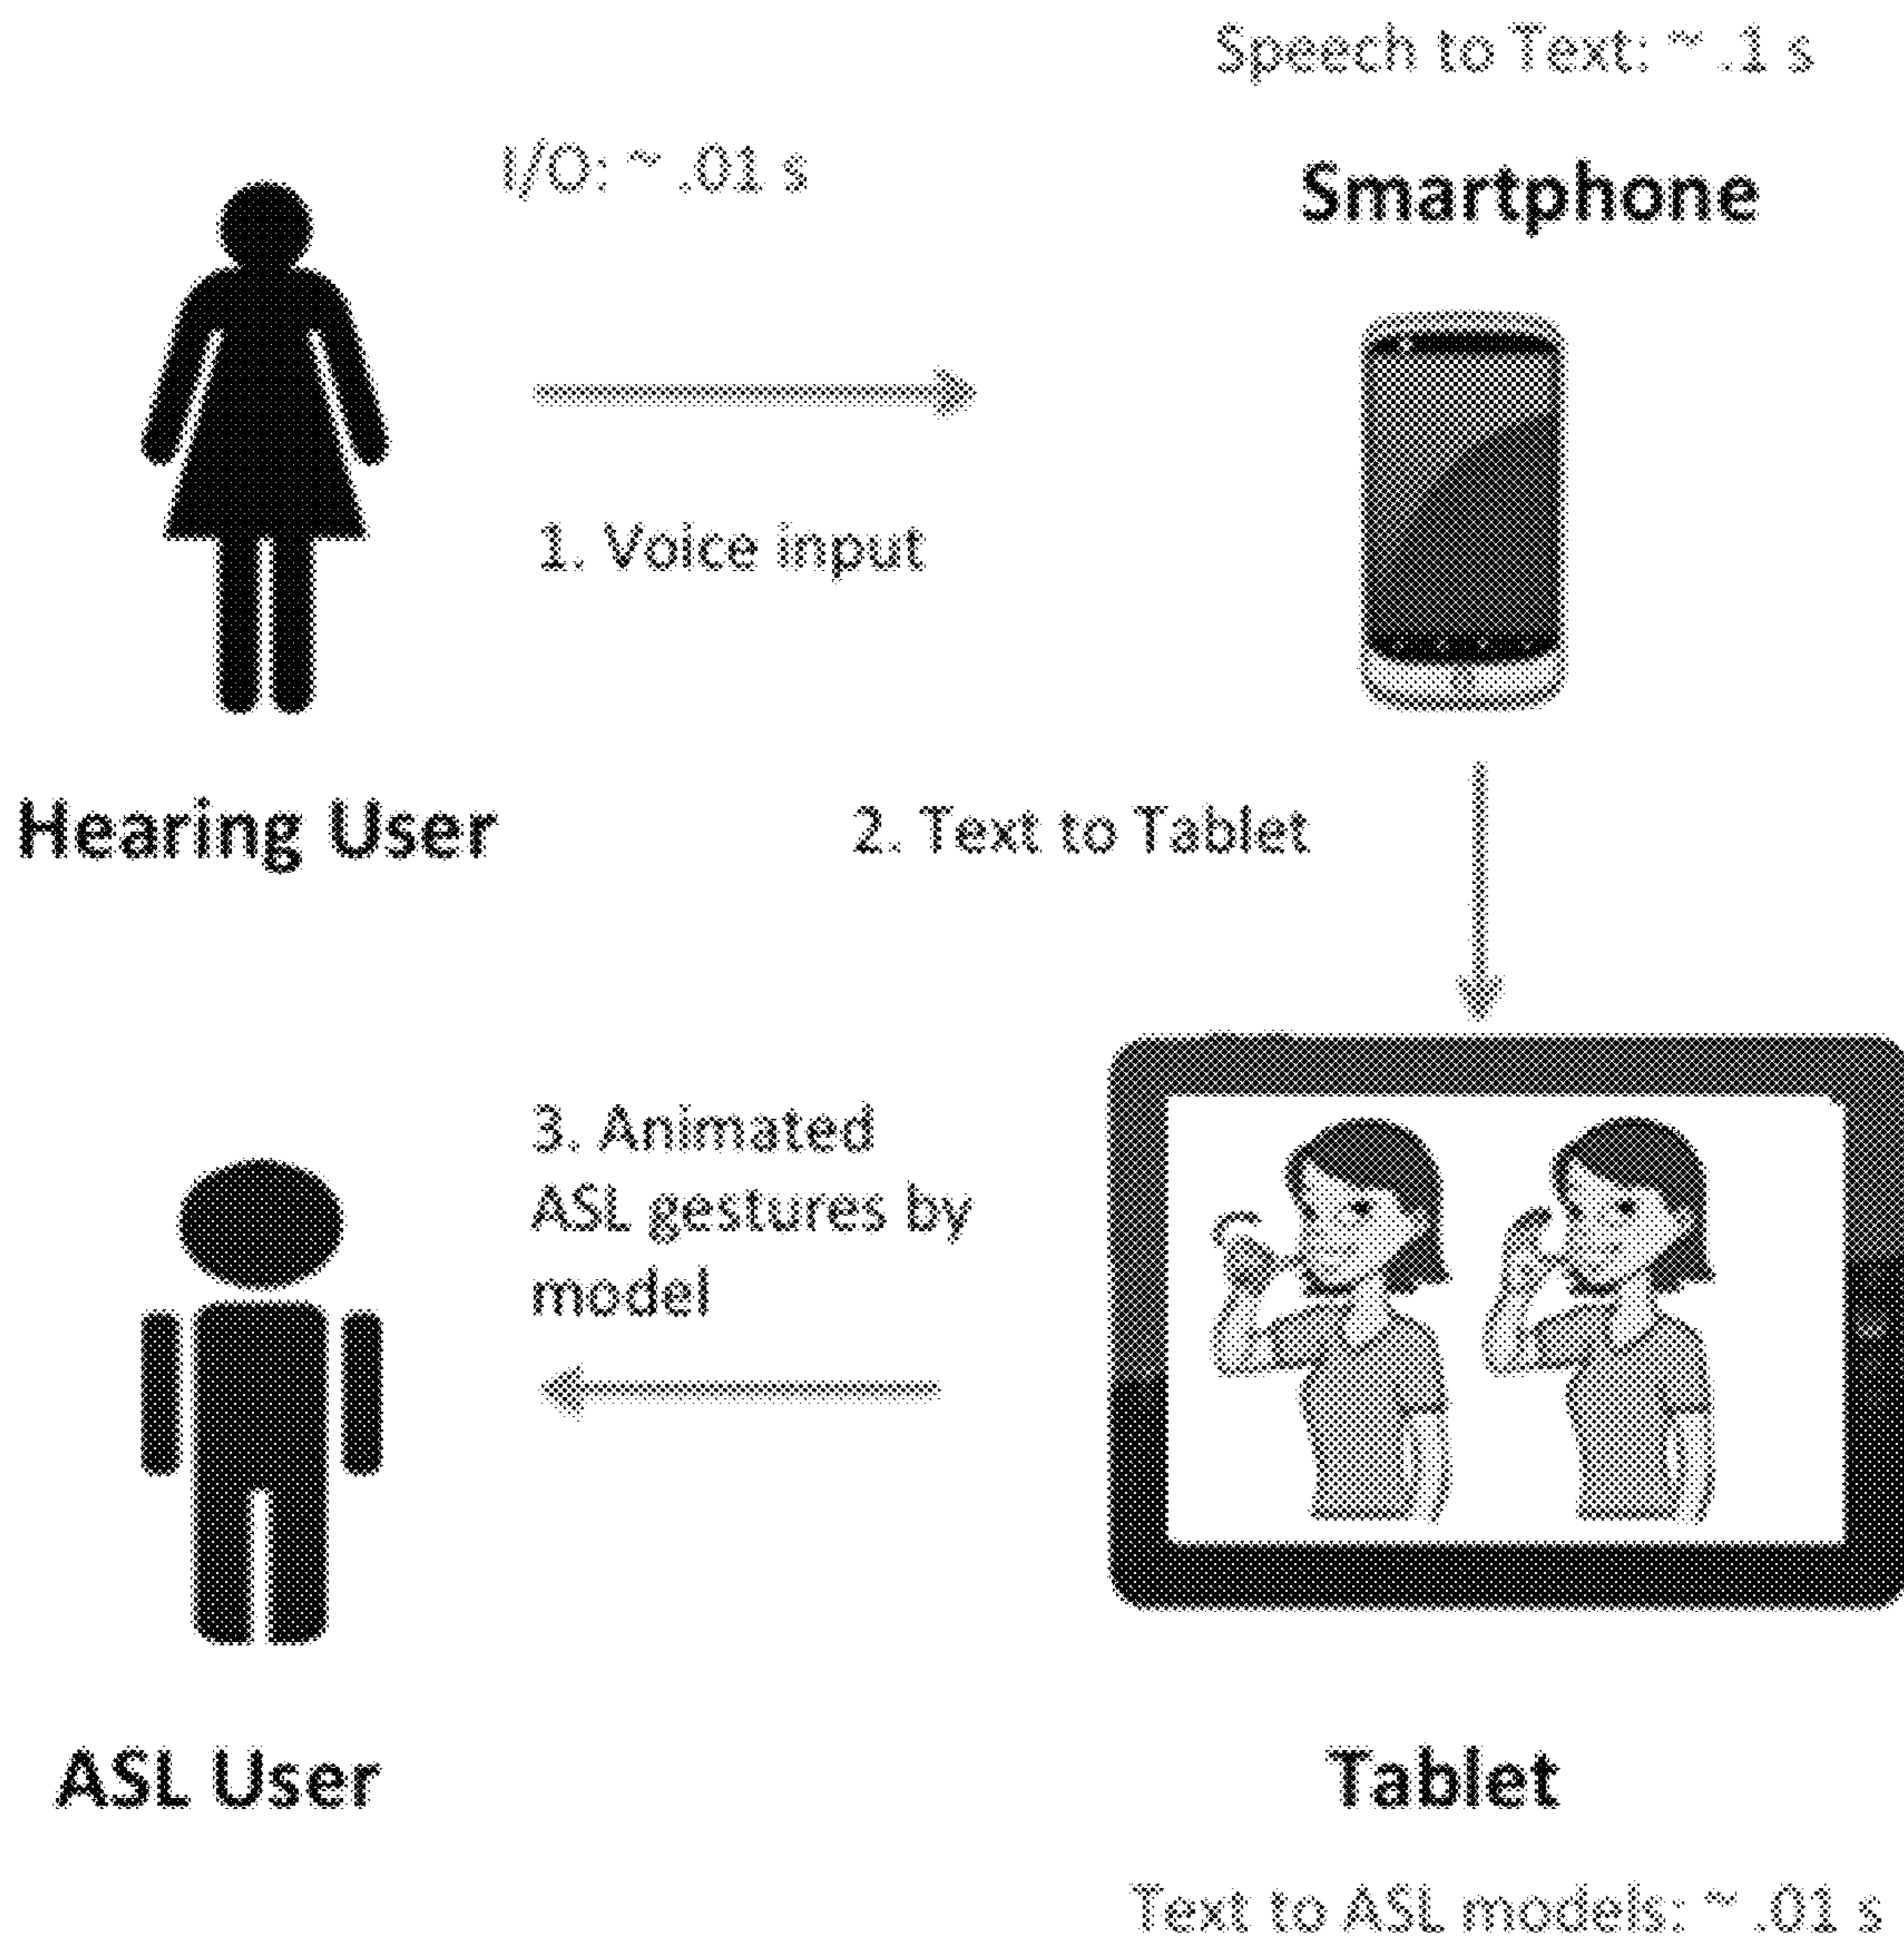 Speech to Text: ~ .1 s
I/O: ~ .01 s
Smartphone
1. Voice input
Hearing User
2. Text to Tablet
3. Animated
ASL gestures by
model
ASL User
Tablet
Text to ASL models: ~ .01 s